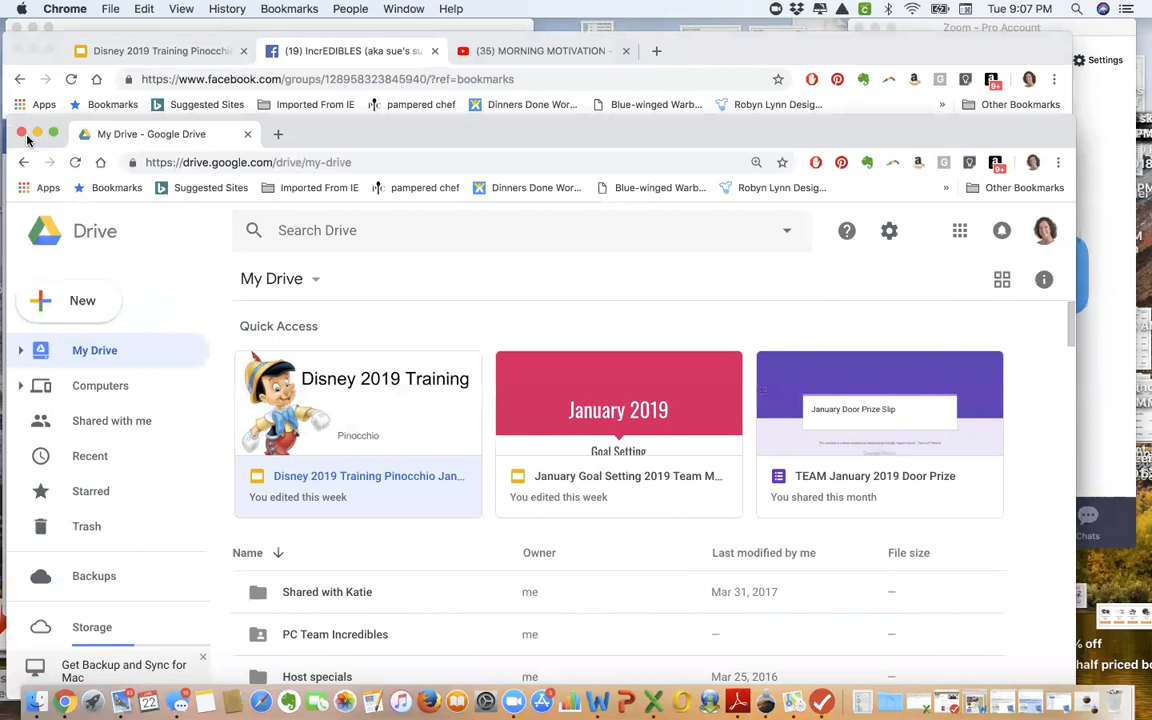 Chrome File Edit View History Bookmarks People Window Help Tue 9:07 PM
Zoom - Pro Account
Disney 2019 Training Pinocchi
(19) IncrEDIBLES (aka sue's su
(35) MORNING MOTIVATION -
Settings
https://www.facebook.com/groups/128958323845940/?ref=bookmarks
9+
Apps Bookmarks Suggested Sites Imported From IE pampered chef Dinners Done Wor... Blue-winged Warb... Robyn Lynn Desig... » Other Bookmarks
My Drive - Google Drive
https://drive.google.com/drive/my-drive
9+
Apps Bookmarks Suggested Sites Imported From IE pampered chef Dinners Done Wor... Blue-winged Warb... Robyn Lynn Desig... » Other Bookmarks
Drive
Search Drive
My Drive
New
Quick Access
My Drive
Computers
Shared with me
Recent
Starred
Trash
Backups
Storage
Get Backup and Sync for
Mac
Disney 2019 Training
Pinocchio
Disney 2019 Training Pinocchio Jan...
You edited this week
January 2019
Goal Setting
January Goal Setting 2019 Team M...
You edited this week
January Door Prize Slip
TEAM January 2019 Door Prize
You shared this month
Name Owner Last modified by me File size
Shared with Katie me Mar 31, 2017 —
PC Team Incredibles me — —
Host specials me Mar 25, 2016 —
Chats
% off
half priced bo